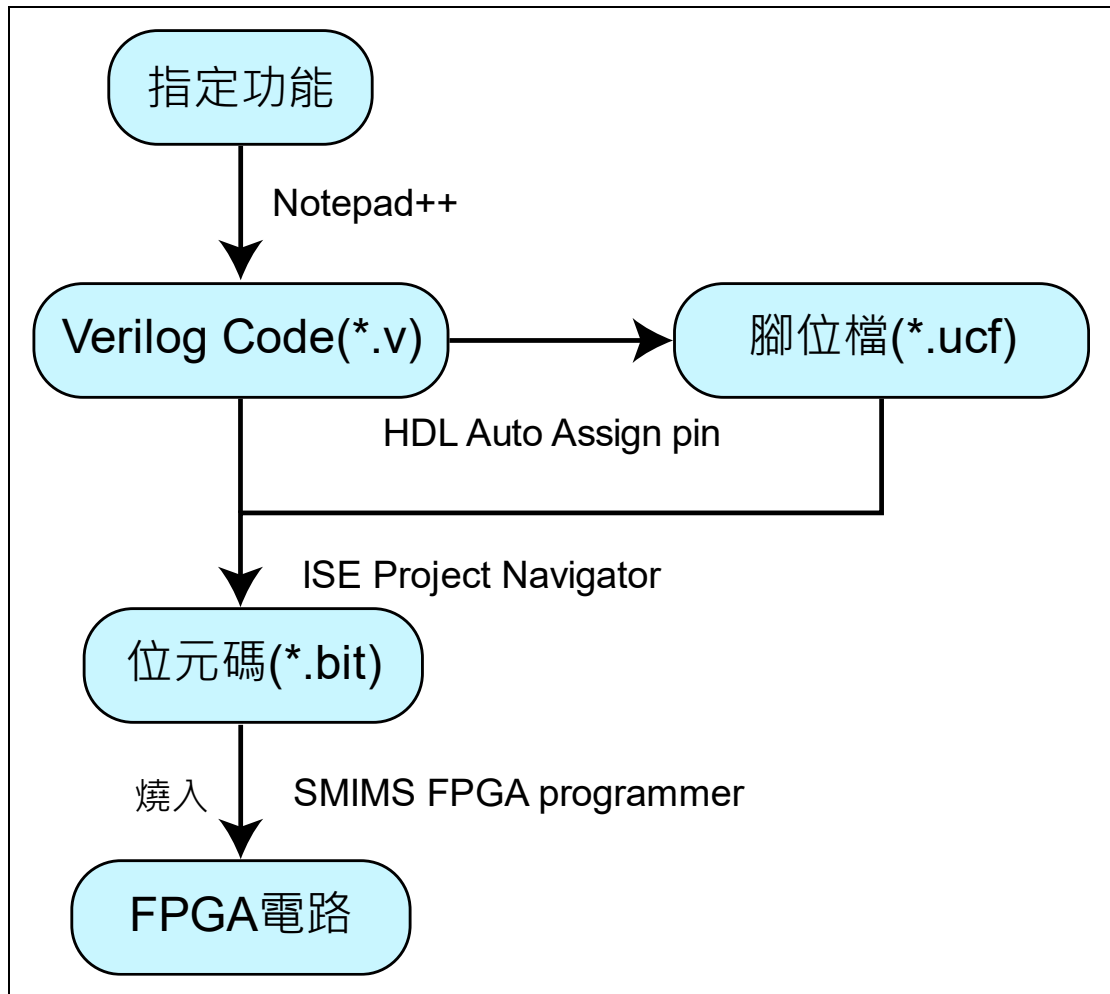 指定功能
Notepad++
Verilog Code(*.v)
腳位檔(*.ucf)
HDL Auto Assign pin
ISE Project Navigator
位元碼(*.bit)
燒入
SMIMS FPGA programmer
FPGA電路